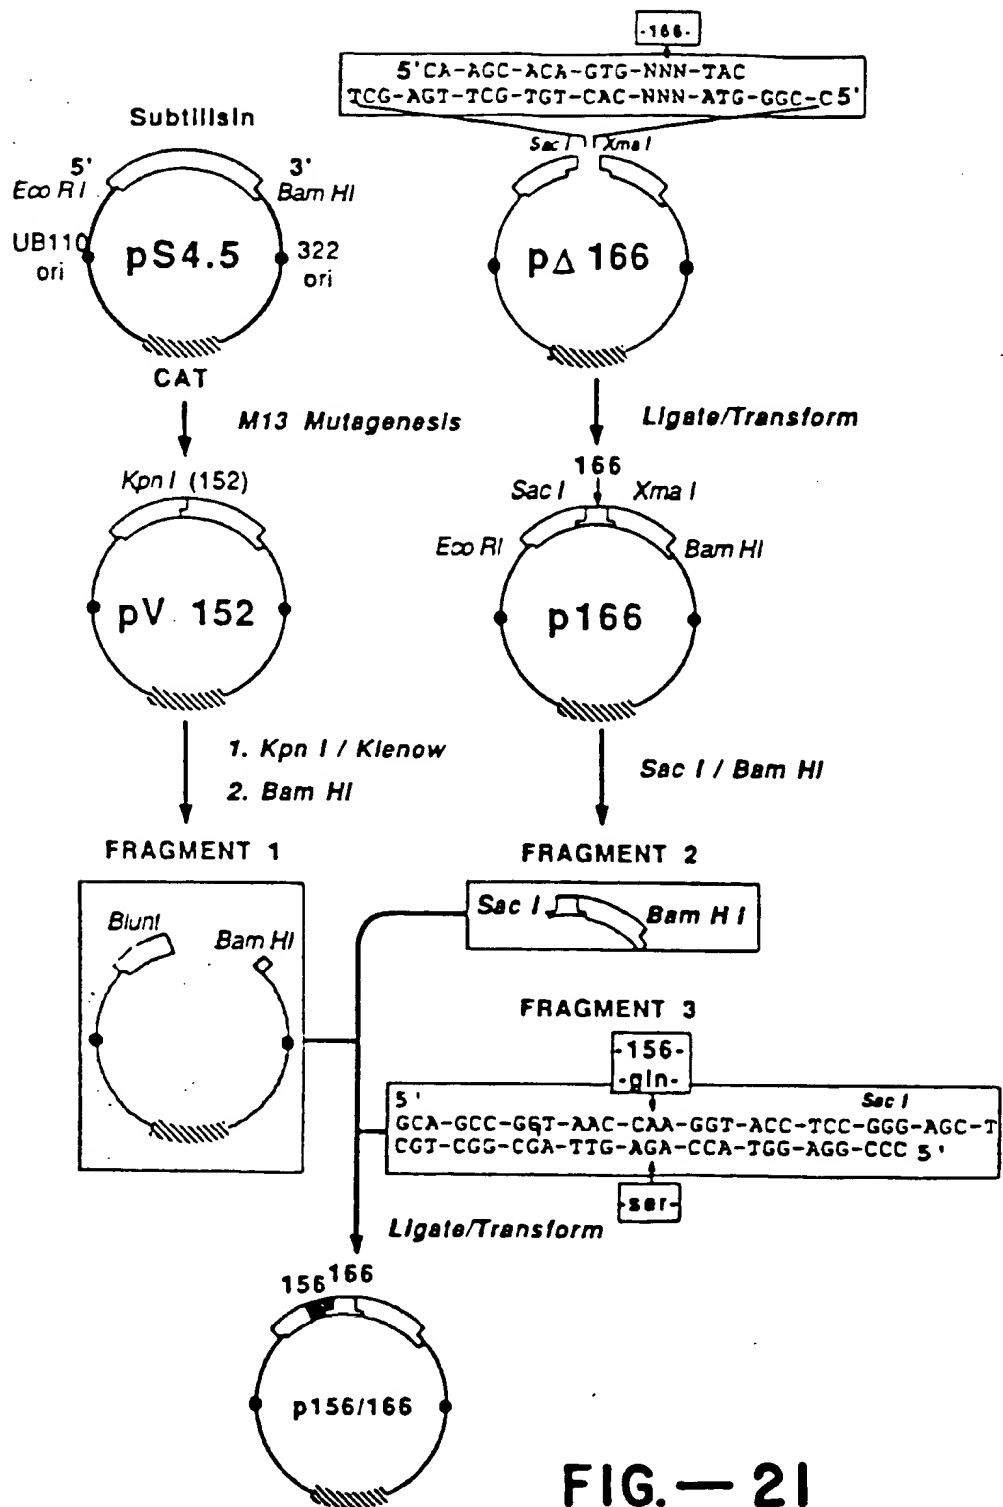 -166-
5'CA-AGC-ACA-GTG-NNN-TAC
TCG-AGT-TCG-TGT-CAC-NNN-ATG-GGC-C5'
Subtilisin
5' 3'
Eco RI Bam HI
UB110 ori
pS4.5
322 ori
CAT
Sac I Xma I
pΔ 166
M13 Mutagenesis
Ligate/Transform
Kpn I (152)
pV 152
166
Sac I Xma I
Eco RI Bam HI
p166
1. Kpn I / Klenow
2. Bam HI
Sac I / Bam HI
FRAGMENT 1
Blunt
Bam HI
FRAGMENT 2
Sac I Bam HI
FRAGMENT 3
-156-
-gln-
5' Sac I
GCA-GCC-GGT-AAC-CAA-GGT-ACC-TCC-GGG-AGC-T
CGT-CGG-CGA-TTG-AGA-CCA-TGG-AGG-CCC 5'
-ser-
Ligate/Transform
156 166
p156/166
FIG.— 21